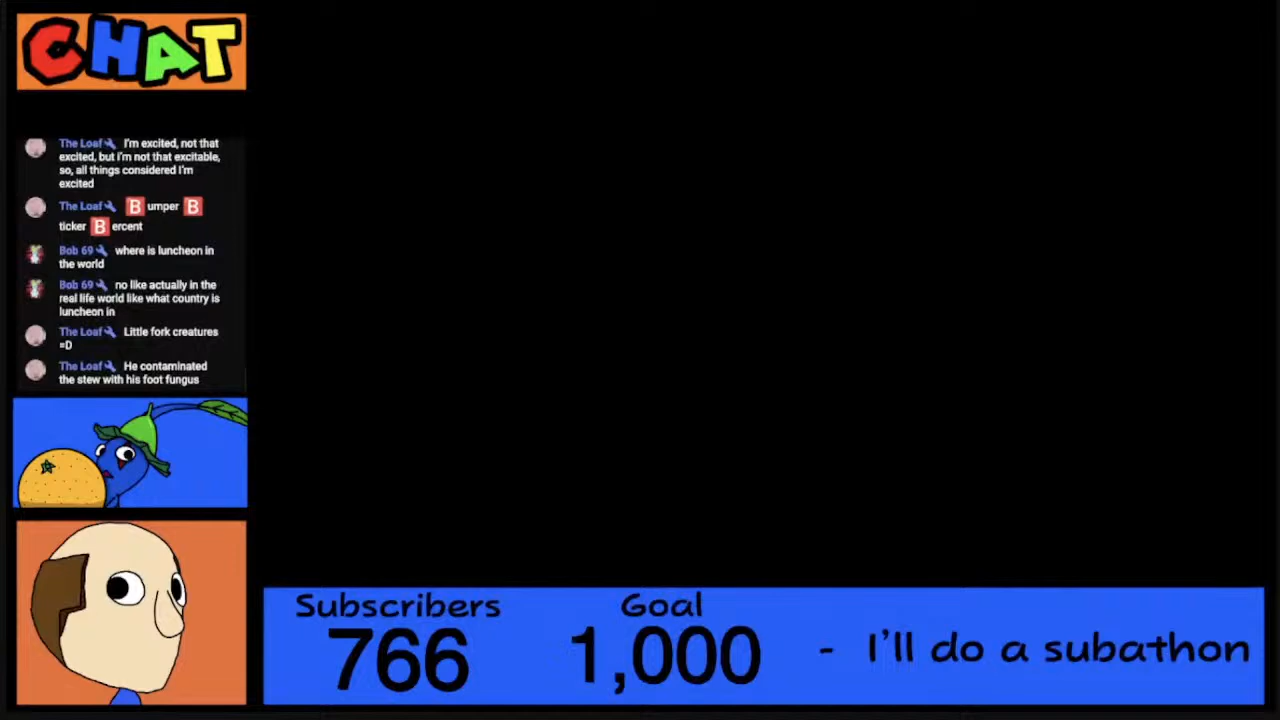 CHAT
The Loaf I'm excited, not that
excited, but I'm not that excitable,
so, all things considered I'm
excited
The Loaf B umper B
ticker B ercent
Bob 69 where is luncheon in
the world
Bob 69 no like actually in the
real life world like what country is
luncheon in
The Loaf Little fork creatures
=D
The Loaf He contaminated
the stew with his foot fungus
Subscribers
766
Goal
1,000
- I'll do a subathon